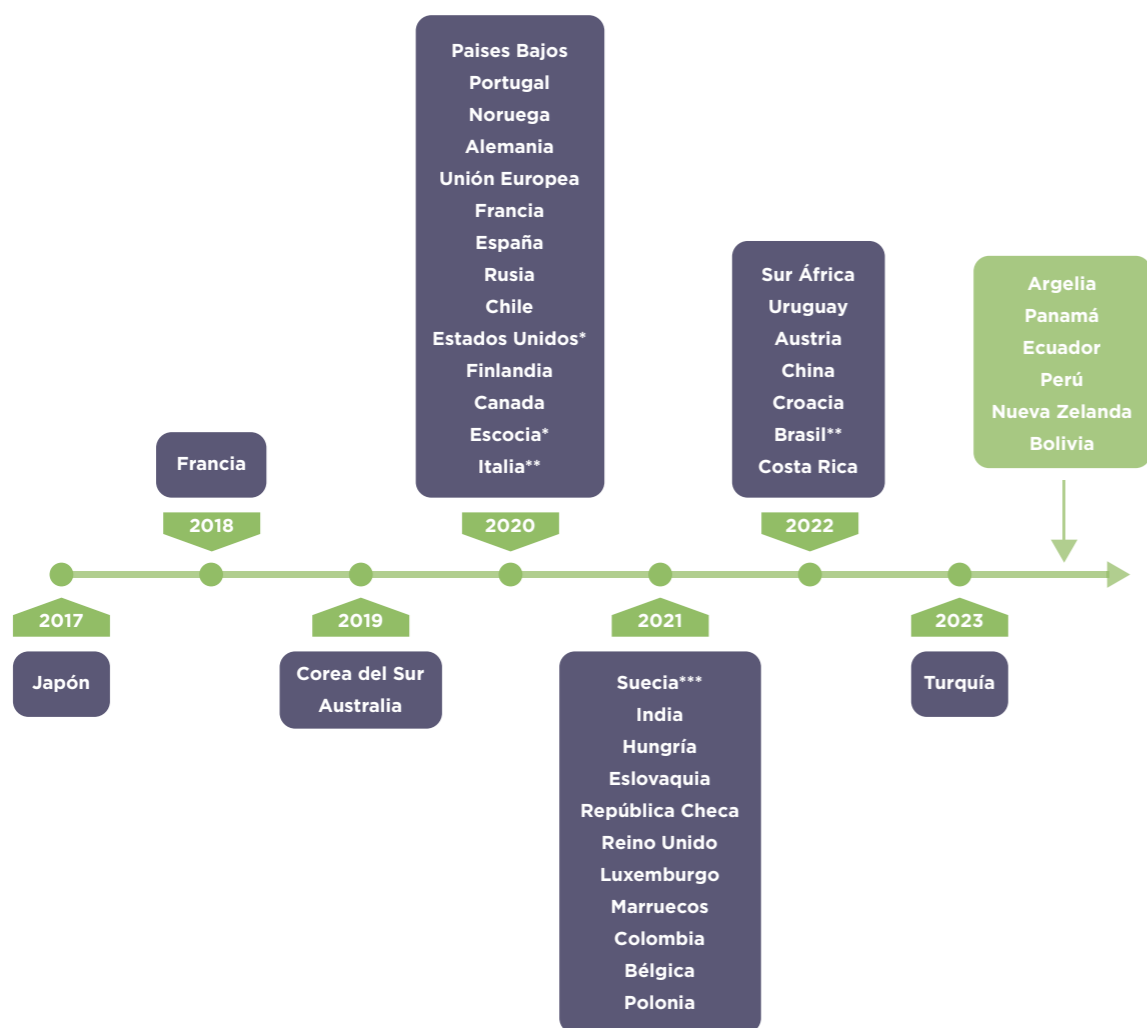 2017
Japón
Francia
2018
2019
Corea del Sur
Australia
Paises Bajos
Portugal
Noruega
Alemania
Unión Europea
Francia
España
Rusia
Chile
Estados Unidos*
Finlandia
Canada
Escocia*
Italia**
2020
2021
Suecia***
India
Hungría
Eslovaquia
República Checa
Reino Unido
Luxemburgo
Marruecos
Colombia
Bélgica
Polonia
Sur África
Uruguay
Austria
China
Croacia
Brasil**
Costa Rica
2022
2023
Turquía
Argelia
Panamá
Ecuador
Perú
Nueva Zelanda
Bolivia